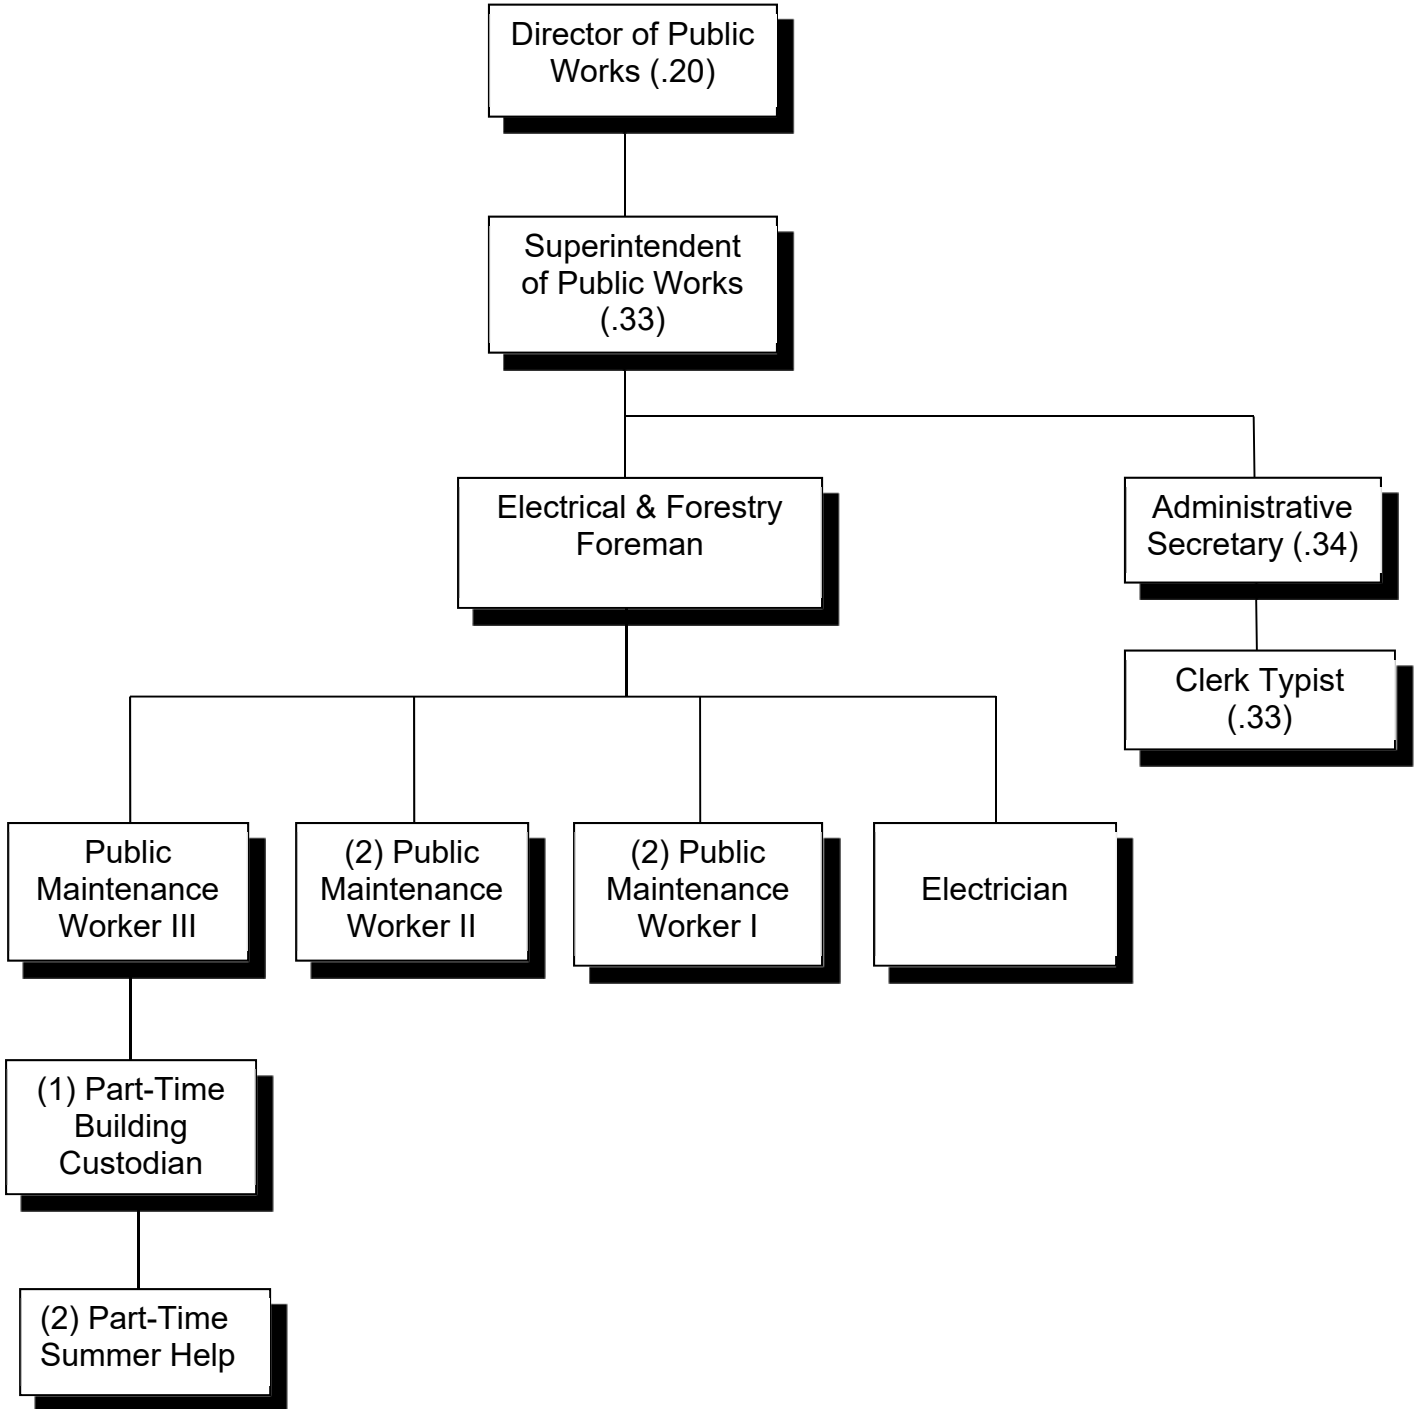 Director of Public
Works (.20)
Superintendent
of Public Works
(.33)
Electrical & Forestry
Foreman
Administrative
Secretary (.34)
Clerk Typist
(.33)
Public
Maintenance
Worker III
(2) Public
Maintenance
Worker II
(2) Public
Maintenance
Worker I
Electrician
(1) Part-Time
Building
Custodian
(2) Part-Time
Summer Help